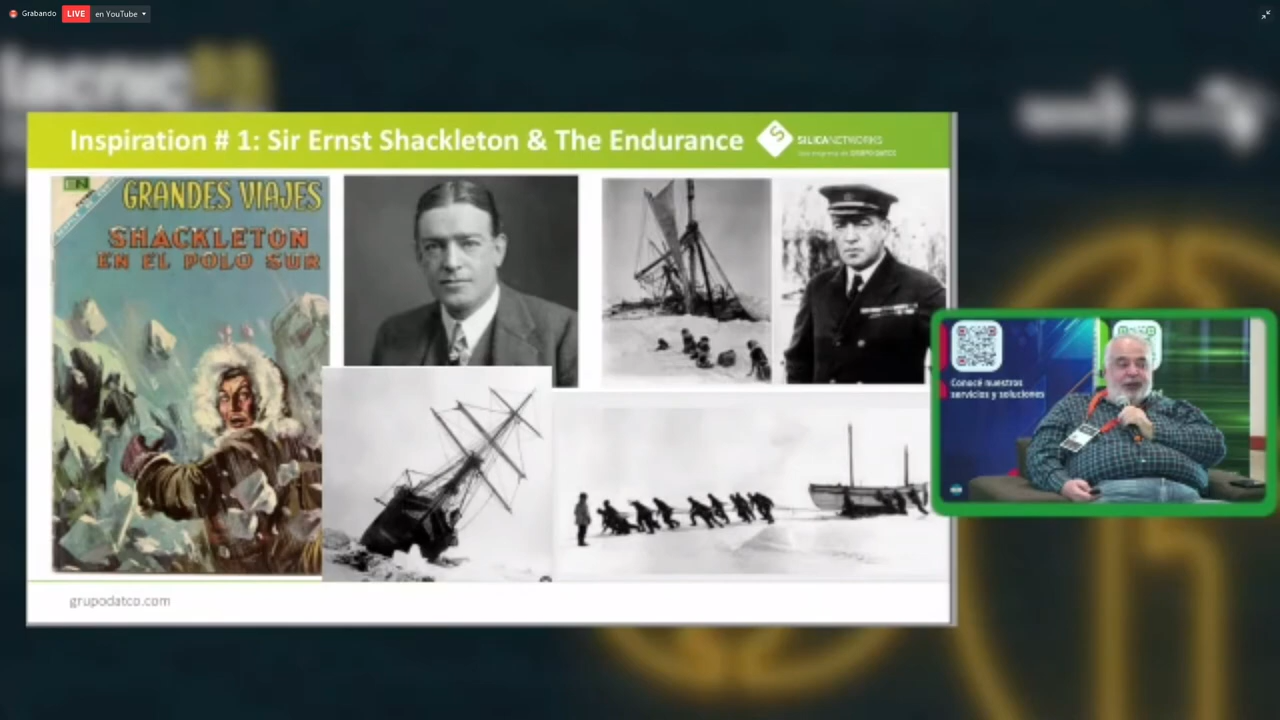 Grabando
LIVE
en YouTube
Inspiration # 1: Sir Ernst Shackleton & The Endurance
S
SILICANETWORKS
EN
GRANDES VIAJES
SHACKLETON
EN EL POLO SUR
Conocé nuestros
servicios y soluciones
grupodatco.com